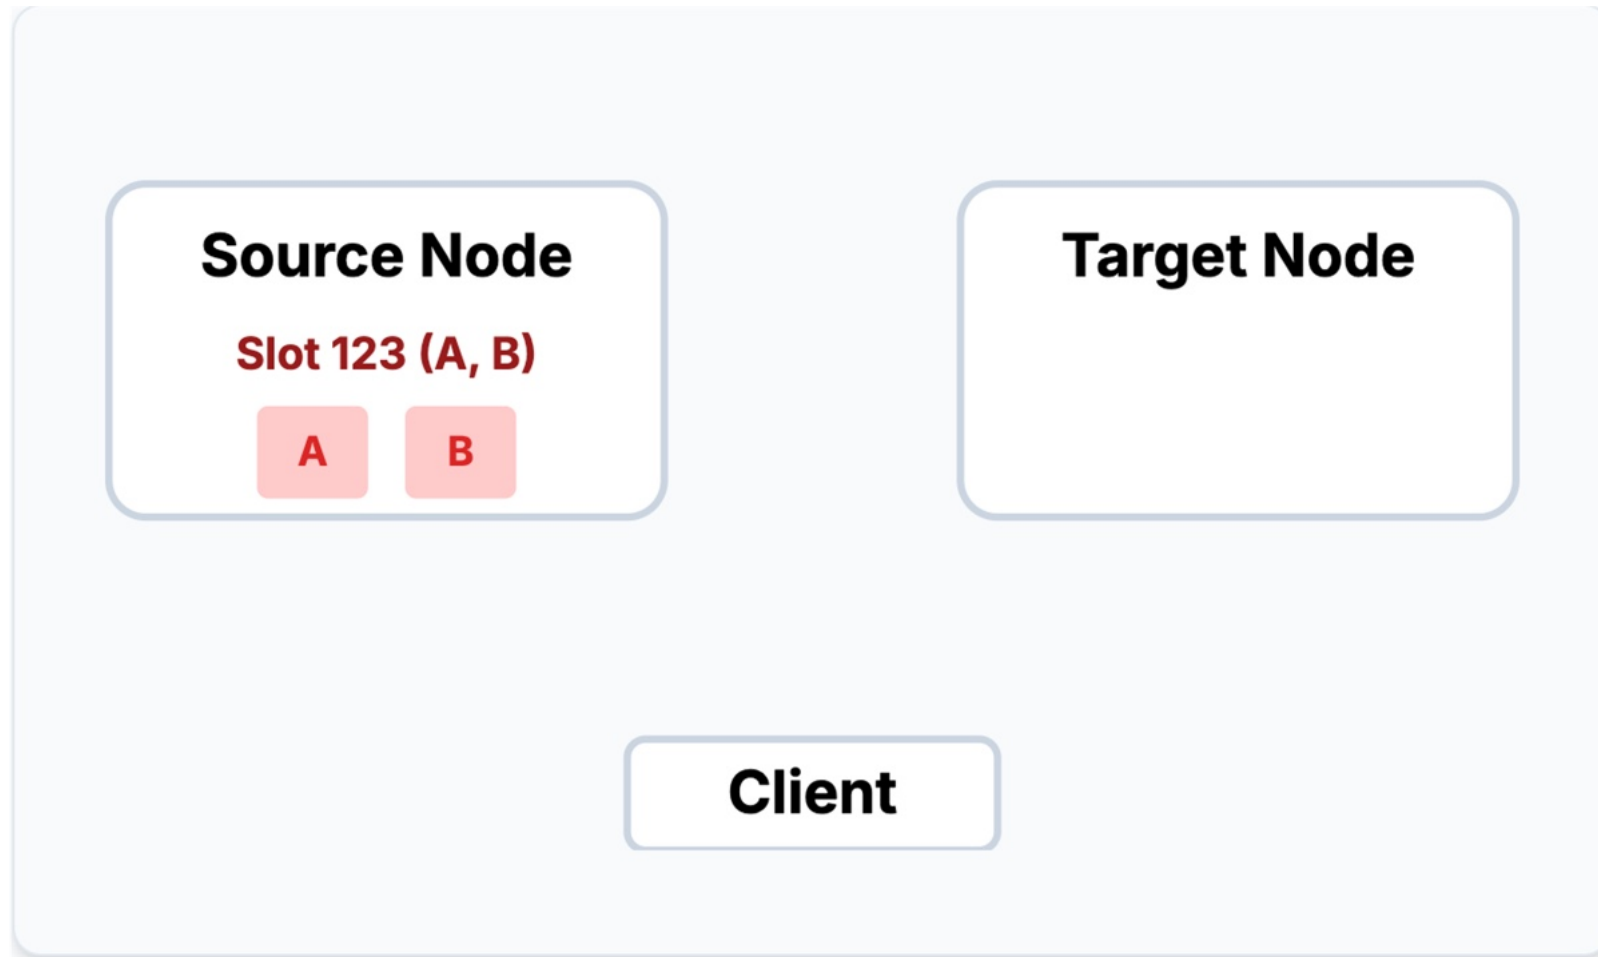 Source Node
Slot 123 (A, B)
A B
Target Node
Client